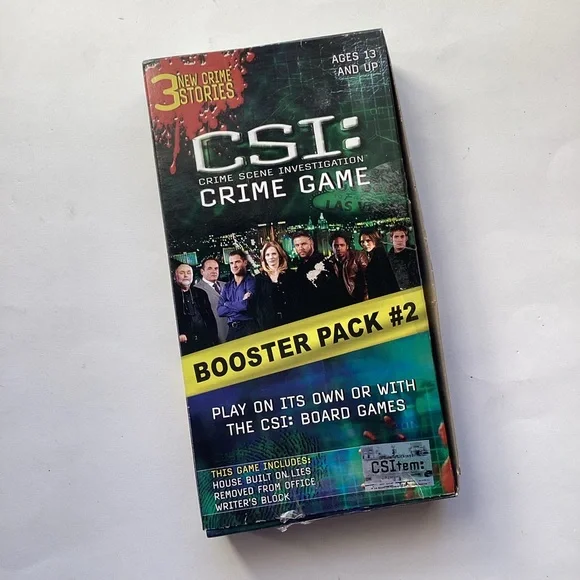 3 NEW CRIME
STORIES
AGES 13
AND UP
CSI:
CRIME SCENE INVESTIGATION
CRIME GAME
LAS
BOOSTER PACK #2
PLAY ON ITS OWN OR WITH
THE CSI: BOARD GAMES
THIS GAME INCLUDES:
HOUSE BUILT ON LIES
REMOVED FROM OFFICE
WRITER'S BLOCK
CSItem: